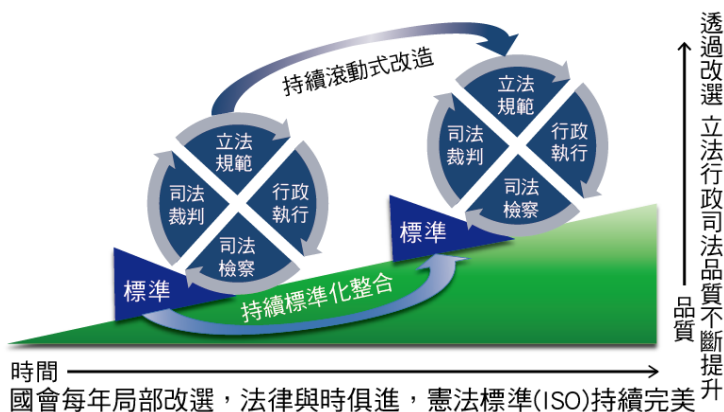 持續滾動式改造
立法
規範
行政
執行
司法
檢察
司法
裁判
標準
立法
規範
行政
執行
司法
檢察
司法
裁判
標準
持續標準化整合
品質
透過改選 立法行政司法品質不斷提升
時間
國會每年局部改選，法律與時俱進，憲法標準(ISO)持續完美